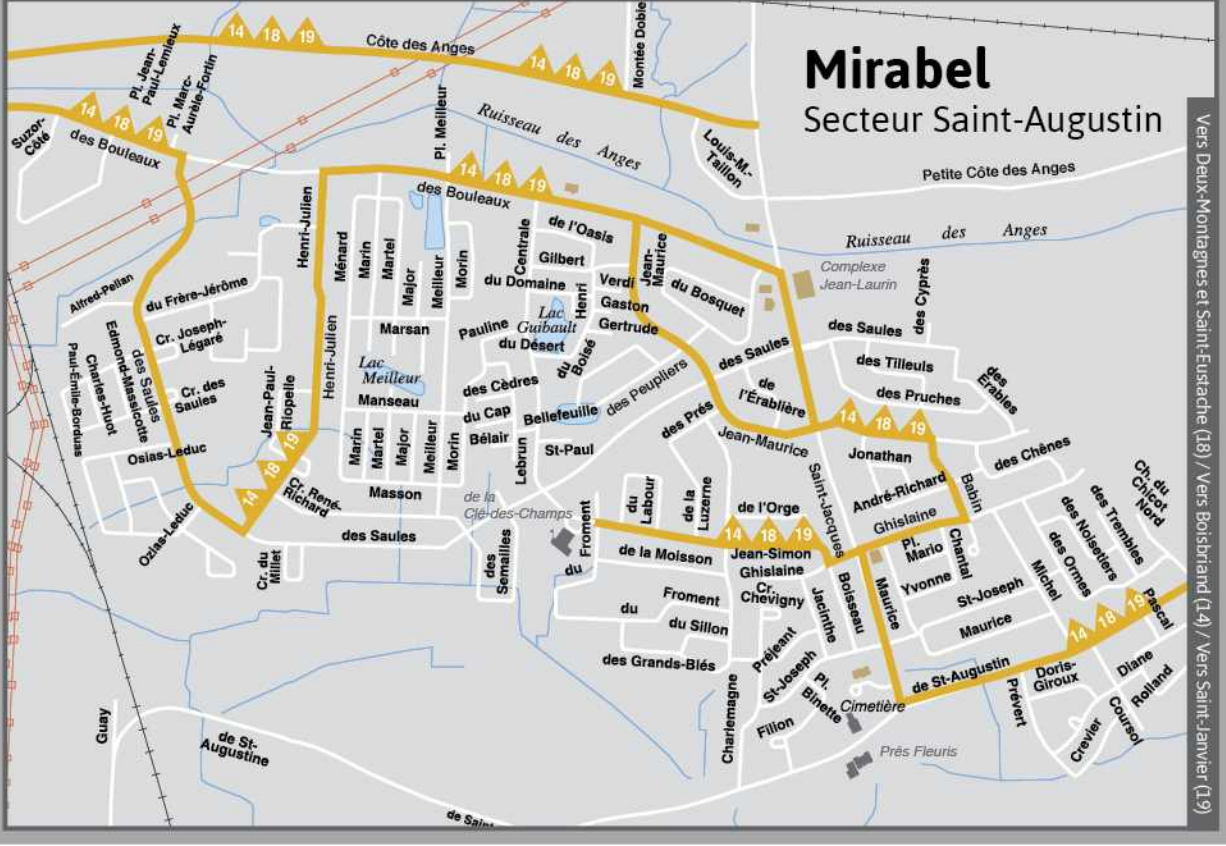 Mirabel
Secteur Saint-Augustin
Vers Deux-Montagnes et Saint-Eustache (18) / Vers Boisbriand (14) / Vers Saint-Janvier (19)
14 18 19
Côte des Anges
14 18 19
Montée Dobie
Pl. Jean-
Paul-Lemieux
Pl. Marc-
Aurèle-Fortin
Suzor-
Côté
14 18 19
des Bouleaux
Pl. Meilleur
Ruisseau des Anges
Louis-M.-
Taillon
Petite Côte des Anges
14 18 19
des Bouleaux
Ruisseau des Anges
Henri-Julien
Ménard
Marin
Martel
Major
Meilleur
Morin
Centrale
de l'Oasis
Gilbert
du Domaine
Henri
Verdi
Jean-
Maurice
Gaston
Gertrude
du Bosquet
Complexe
Jean-Laurin
des Cyprès
Alfred-Pellan
du Frère-Jérôme
Cr. Joseph-
Légaré
Henri-Julien
Marsan
Pauline
Lac
Guibault
du Désert
du
Boisé
des Saules
des Saules
des Tilleuls
des Pruches
des
Érables
Edmond-Massicotte
des Saules
Charles-Huot
Paul-Émile-Borduas
Cr. des
Saules
Jean-Paul-
Riopelle
Lac
Meilleur
Manseau
des Cèdres
du Cap
Bellefeuille
des Peupliers
de
l'Érablière
des Prés
Jean-Maurice
14 18 19
Osias-Leduc
Marin
Martel
Major
Meilleur
Morin
Bélair
Lebrun
St-Paul
Saint-Jacques
Jonathan
des Chênes
14 18 19
Cr. René-
Richard
Masson
de la
Clé-des-Champs
du
Labour
de la
Luzerne
de l'Orge
André-Richard
Babin
Ch. du
Chicot
Nord
des Trembles
des Noisetiers
des Ormes
Ozias-Leduc
Cr. du
Millet
des Saules
des
Semailles
du
Froment
14 18 19
de la Moisson
Jean-Simon
Ghislaine
Ghislaine
Pl.
Mario
Chantal
Yvonne
Michel
St-Joseph
Maurice
Maurice
Pascal
14 18 19
Froment
Cr.
Chevigny
du
du Sillon
des Grands-Blés
Jacinthe
Boisseau
Préjeant
St-Joseph
Pl.
Binette
Filion
Charlemagne
Cimetière
Prés Fleuris
de St-Augustin
Prévert
Doris-
Giroux
Diane
Rolland
Coursol
Crevier
Guay
de St-
Augustine
de Saint